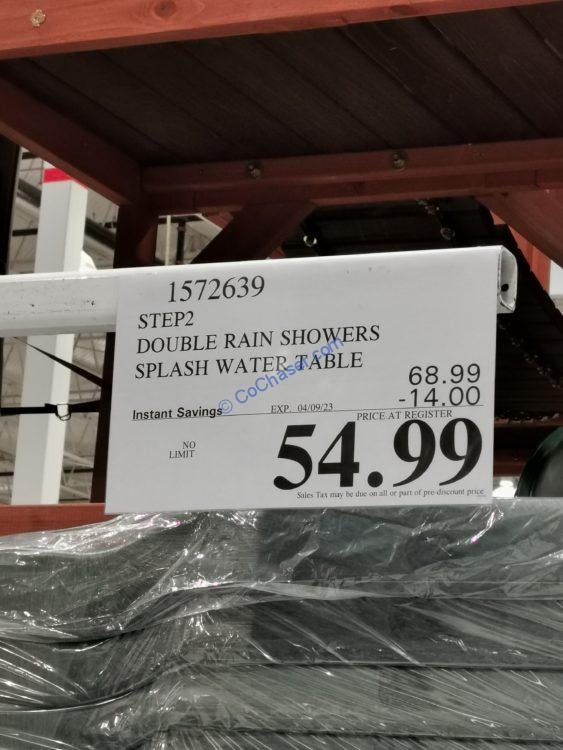 1572639
STEP2
DOUBLE RAIN SHOWERS
SPLASH WATER TABLE
68.99
Instant Savings EXP. 04/09/23 -14.00
PRICE AT REGISTER
NO
LIMIT
54.99
Sales Tax may be due on all or part of pre-discount price
© CoChaser.com